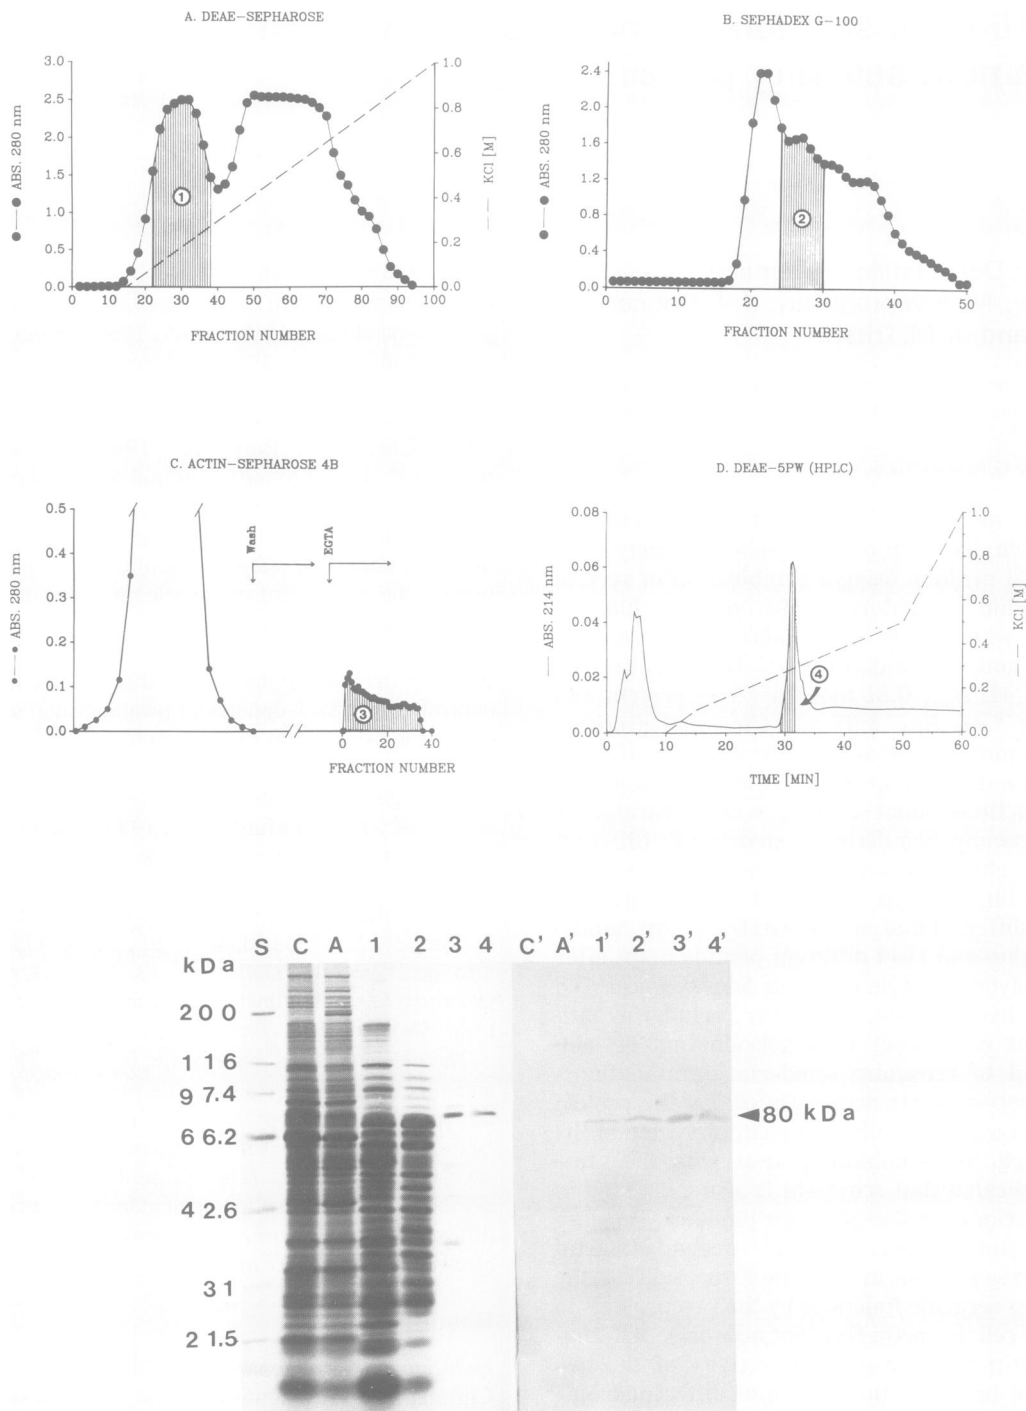 A. DEAE-SEPHAROSE
ABS. 280 nm
3.0
2.5
2.0
1.5
1.0
0.5
0.0
1
0 20 40 60 80 100
FRACTION NUMBER
1.0
0.8
0.6
0.4
0.2
0.0
KCl [M]
B. SEPHADEX G-100
ABS. 280 nm
2.4
2.0
1.6
1.2
0.8
0.4
0.0
2
0 10 20 30 40 50
FRACTION NUMBER
C. ACTIN-SEPHAROSE 4B
ABS. 280 nm
0.5
0.4
0.3
0.2
0.1
0.0
Wash
EGTA
3
0 20 40
FRACTION NUMBER
D. DEAE-5PW (HPLC)
ABS. 214 nm
0.08
0.06
0.04
0.02
0.00
4
0 10 20 30 40 50 60
TIME [MIN]
1.0
0.8
0.6
0.4
0.2
0.0
KCl [M]
S C A 1 2 3 4 C' A' 1' 2' 3' 4'
kDa
200
116
97.4
66.2
42.6
31
21.5
80 kDa